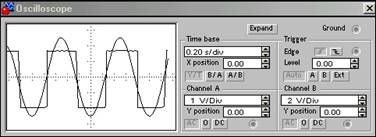 Oscilloscope
Expand
Ground
Time base
0.20 s/div
X position 0.00
Y/T B/A A/B
Trigger
Edge
Level 0.00
Auto A B Ext
Channel A
1 V/Div
Y position 0.00
AC 0 DC
Channel B
2 V/Div
Y position 0.00
AC 0 DC